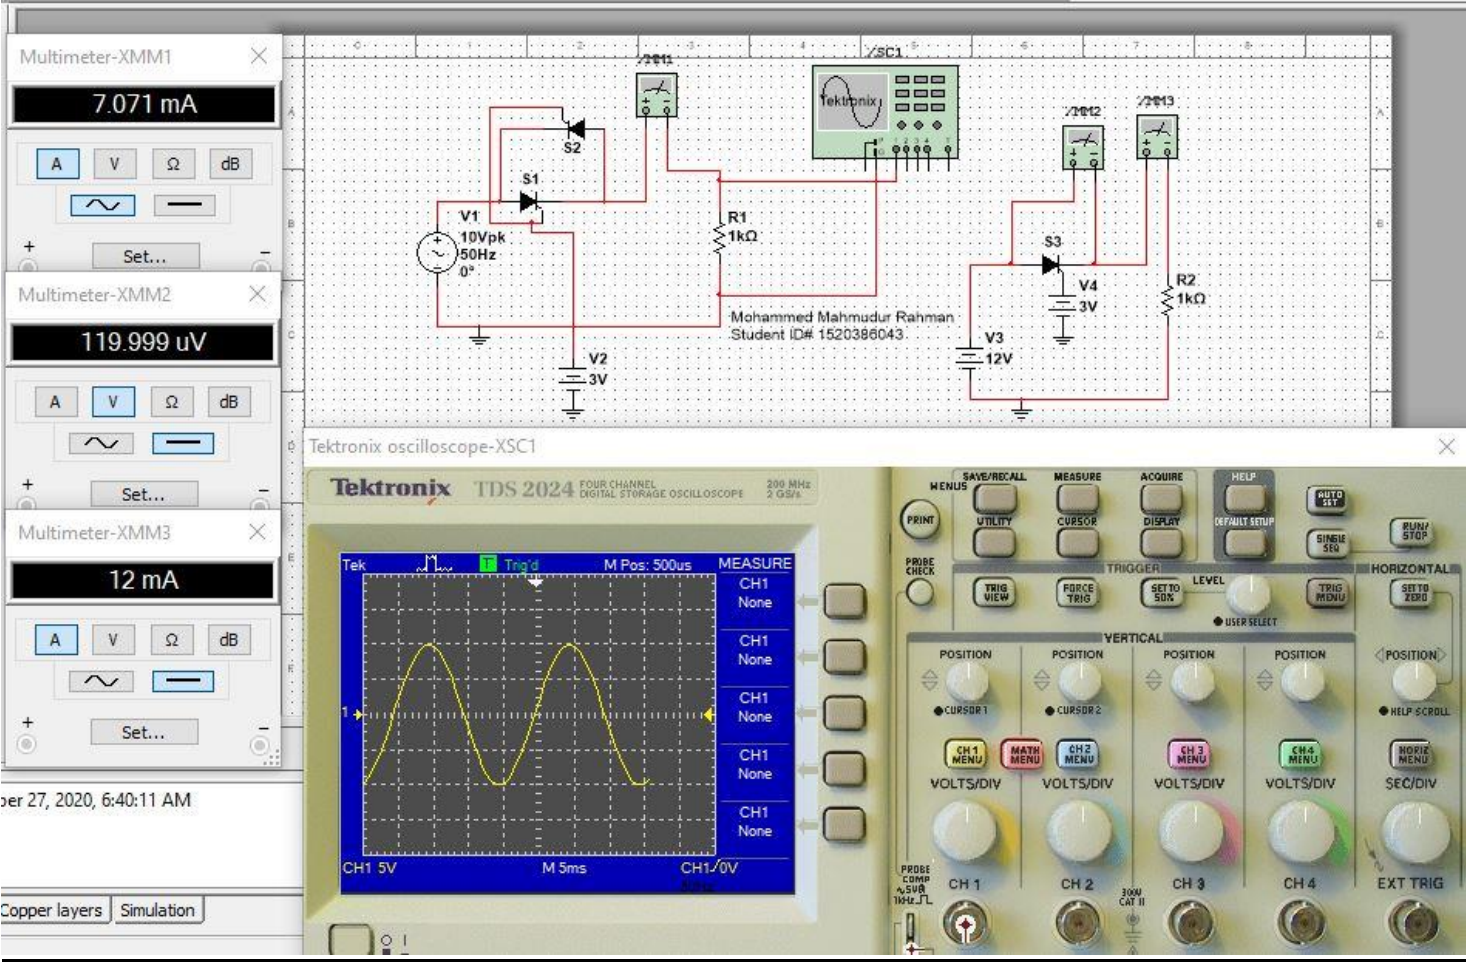 Multimeter-XMM1
7.071 mA
A V Ω dB
+ Set... −
Multimeter-XMM2
119.999 uV
A V Ω dB
+ Set... −
Multimeter-XMM3
12 mA
A V Ω dB
+ Set... −
XSC1
Tektronix
XMM2
XMM3
S2
S1
V1
10Vpk
50Hz
0°
R1
1kΩ
S3
V4
3V
R2
1kΩ
Mohammed Mahmudur Rahman
Student ID# 1520386043
V3
12V
V2
3V
ber 27, 2020, 6:40:11 AM
Copper layers Simulation
Tektronix oscilloscope-XSC1
Tektronix TDS 2024 FOUR CHANNEL DIGITAL STORAGE OSCILLOSCOPE 200 MHz 2 GS/s
Tek T Trig'd M Pos: 500us MEASURE
CH1
None
CH1
None
CH1
None
CH1
None
CH1
None
1
CH1 5V M 5ms CH1/0V
MENUS
SAVE/RECALL MEASURE ACQUIRE HELP
AUTO SET
PRINT
UTILITY CURSOR DISPLAY DEFAULT SETUP
SINGLE SEQ
RUN/STOP
PROBE CHECK
TRIGGER
HORIZONTAL
TRIG VIEW
FORCE TRIG
SET TO 50%
LEVEL
TRIG MENU
SET TO ZERO
USER SELECT
VERTICAL
POSITION POSITION POSITION POSITION POSITION
CURSOR 1 CURSOR 2 HELP SCROLL
CH 1 MENU
MATH MENU
CH 2 MENU
CH 3 MENU
CH 4 MENU
HORIZ MENU
VOLTS/DIV VOLTS/DIV VOLTS/DIV VOLTS/DIV SEC/DIV
PROBE COMP
1kHz
CH 1 CH 2 CH 3 CH 4 EXT TRIG
300V
CAT II